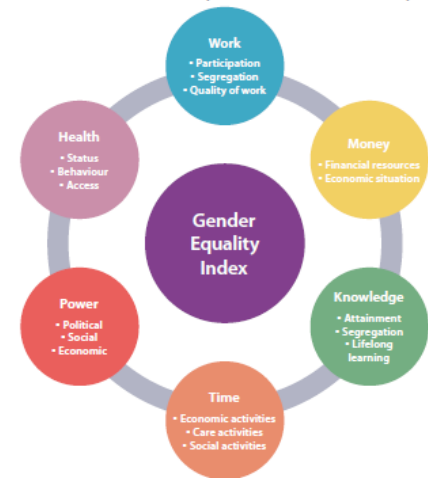 Work
• Participation
• Segregation
• Quality of work
Money
• Financial resources
• Economic situation
Knowledge
• Attainment
• Segregation
• Lifelong
learning
Time
• Economic activities
• Care activities
• Social activities
Power
• Political
• Social
• Economic
Health
• Status
• Behaviour
• Access
Gender
Equality
Index